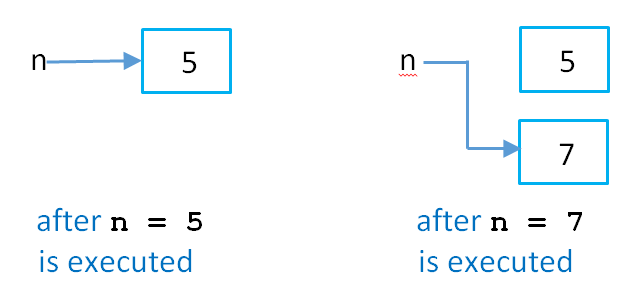 n
5
after n = 5
is executed
n
5
7
after n = 7
is executed